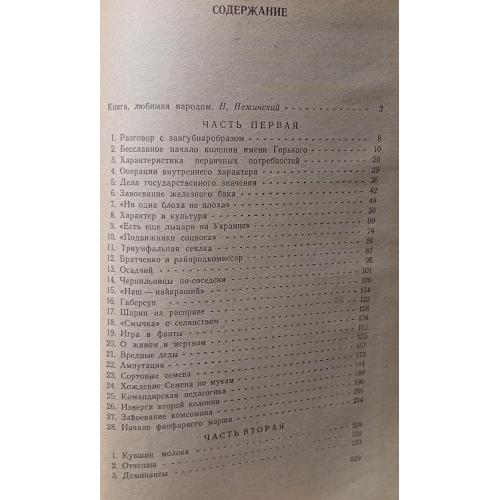 СОДЕРЖАНИЕ
Книга, любимая народом. Н. Нежинский 3
ЧАСТЬ ПЕРВАЯ
1. Разговор с завгубнаробразом 8
2. Бесславное начало колонии имени Горького 10
3. Характеристика первичных потребностей 20
4. Операции внутреннего характера 29
5. Дела государственного значения 36
6. Завоевание железного бака 42
7. «Ни одна блоха не плоха» 48
8. Характер и культура 56
9. «Есть еще лыцари на Украине» 60
10. «Подвижники соцвоса» 74
11. Триумфальная сеялка 81
12. Братченко и райпродкомиссар 87
13. Осадчий 95
14. Чернильницы по-соседски 101
15. «Наш — найкращий» 106
16. Габерсуп 114
17. Шарин на расправе 122
18. «Смычка» с селянством 128
19. Игра в фанты 134
20. О живом и мертвом
21. Вредные деды
22. Ампутация
23. Сортовые семена
24. Хождение Семена по мукам
25. Командирская педагогика
26. Изверги второй колонии
27. Завоевание комсомола
28. Начало фанфарного марша 214
ЧАСТЬ ВТОРАЯ
1. Кувшин молока
2. Отченаш
3. Доминанты